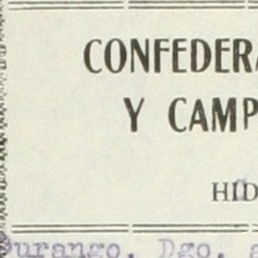 CONFEDERA
Y CAMP
HID
Durango, Dgo, a